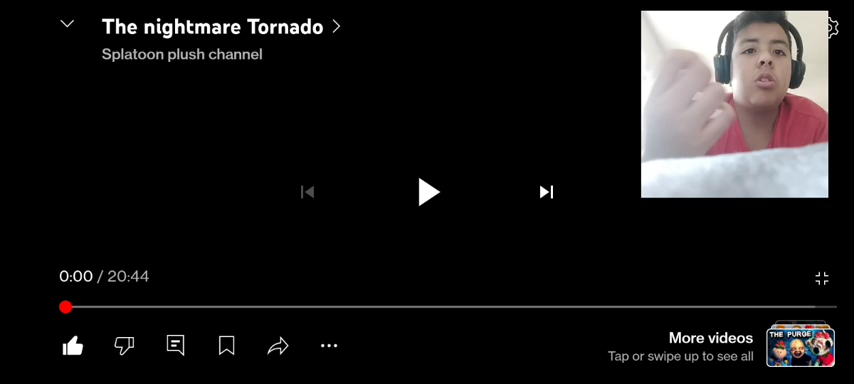 The nightmare Tornado
Splatoon plush channel
0:00 / 20:44
More videos
Tap or swipe up to see all
THE PURGE